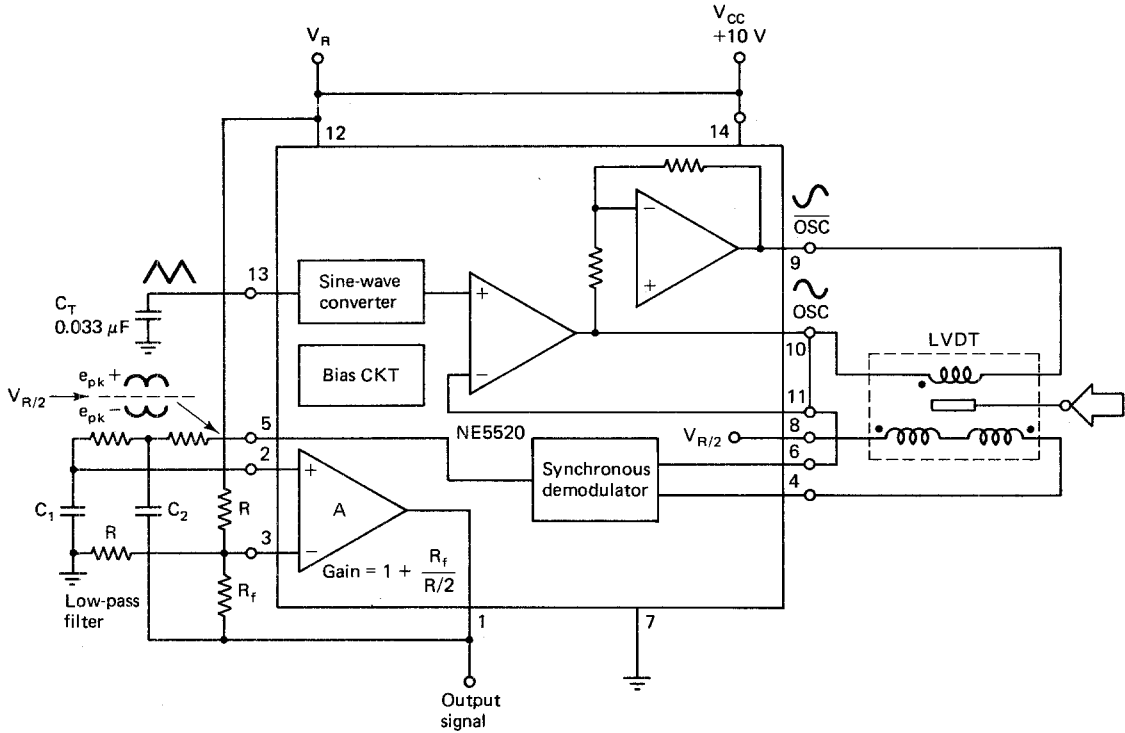 V_R
V_CC
+10 V
12
14
OSC
9
13
Sine-wave
converter
+
−
−
+
C_T
0.033 μF
OSC
10
LVDT
Bias CKT
11
e_pk+
V_R/2
e_pk−
5
NE5520
V_R/2
8
6
2
4
Synchronous
demodulator
+
A
−
C_1
C_2
R
R
3
Gain = 1 + R_f
R/2
Low-pass
filter
R_f
1
7
Output
signal